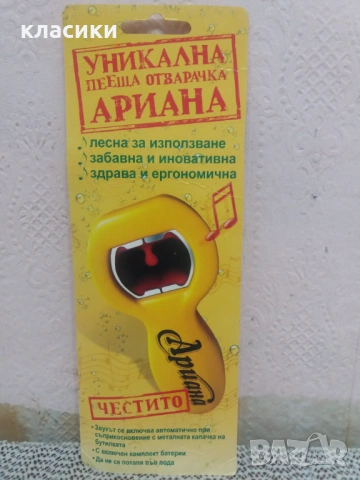 класики
УНИКАЛНА
ПЕЕЩА ОТВАРАЧКА
АРИАНА
лесна за използване
забавна и иновативна
здрава и ергономична
Ариана
ЧЕСТИТО
- Звукът се включва автоматично при
съприкосновение с металната капачка на
бутилката
- С включен комплект батерии
- Да не се потапя във вода
BAZAR